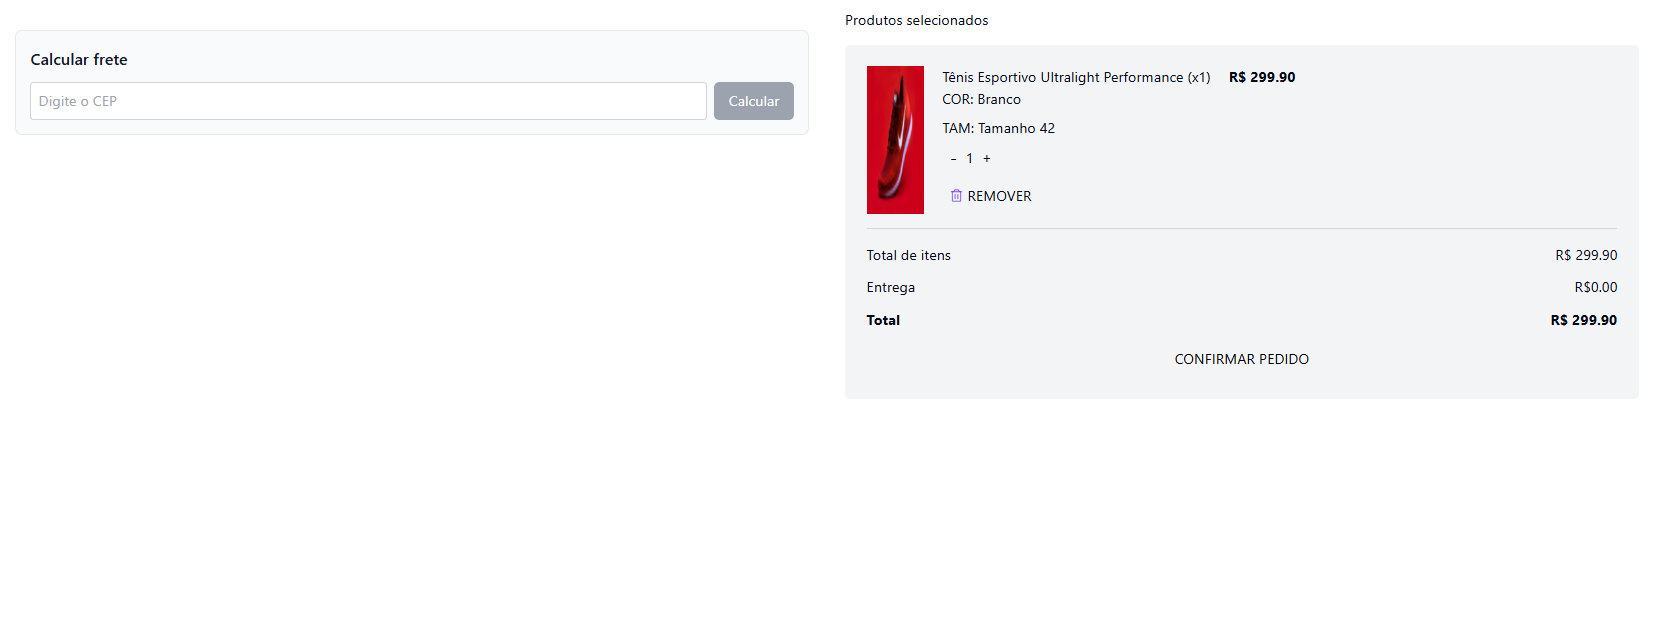 Calcular frete
Digite o CEP
Calcular
Produtos selecionados
Tênis Esportivo Ultralight Performance (x1) R$ 299.90
COR: Branco
TAM: Tamanho 42
- 1 +
REMOVER
Total de itens R$ 299.90
Entrega R$0.00
Total R$ 299.90
CONFIRMAR PEDIDO